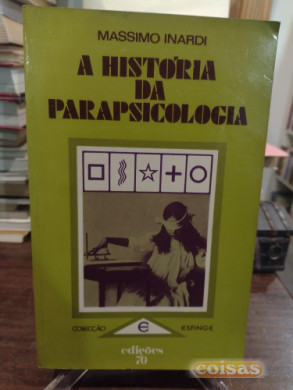 MASSIMO INARDI
A HISTÓRIA
DA
PARAPSICOLOGIA
COLECÇÃO
ESFINGE
edições
70
coisas